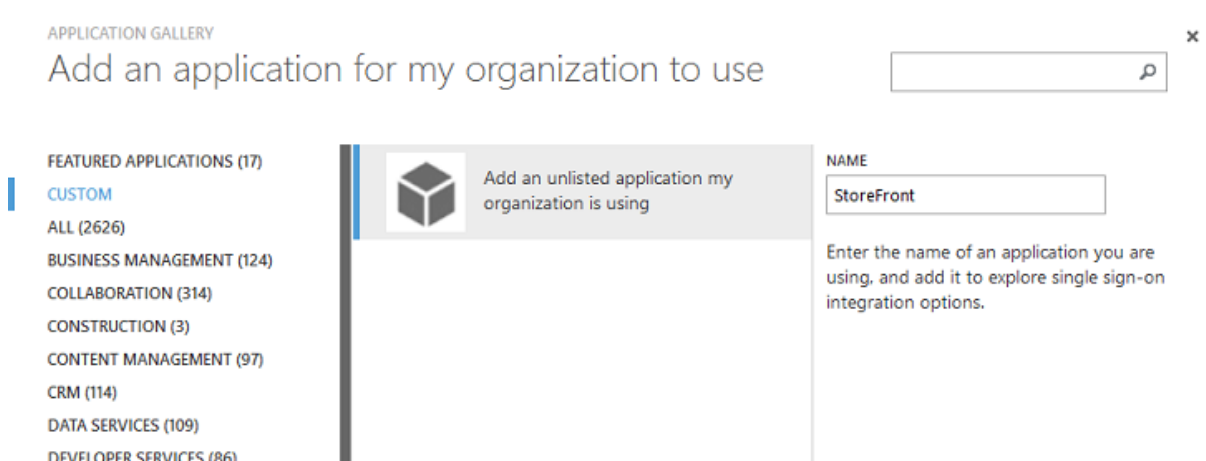 APPLICATION GALLERY
Add an application for my organization to use
FEATURED APPLICATIONS (17)
CUSTOM
ALL (2626)
BUSINESS MANAGEMENT (124)
COLLABORATION (314)
CONSTRUCTION (3)
CONTENT MANAGEMENT (97)
CRM (114)
DATA SERVICES (109)
DEVELOPER SERVICES (86)
Add an unlisted application my
organization is using
NAME
StoreFront
Enter the name of an application you are
using, and add it to explore single sign-on
integration options.